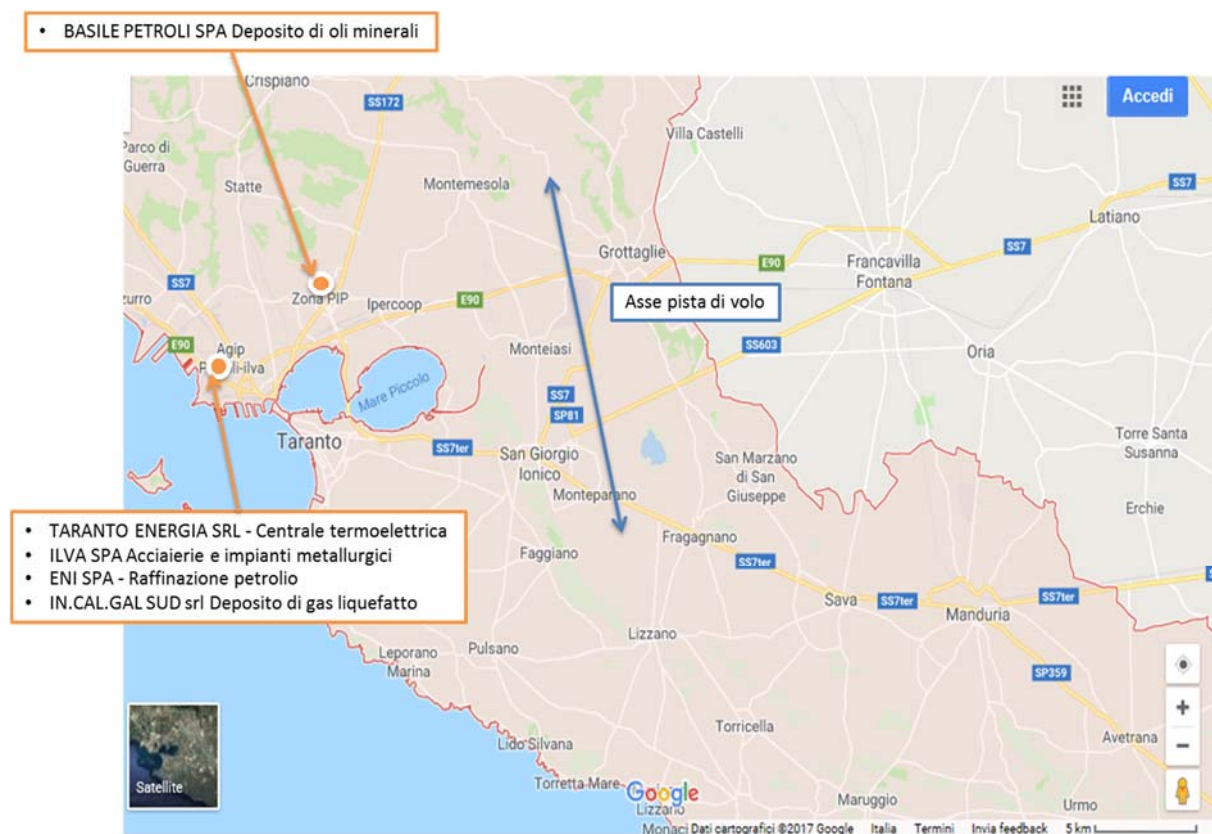 • BASILE PETROLI SPA Deposito di oli minerali
Crispiano
SS172
Accedi
Villa Castelli
Parco di
Guerra
Statte
Montemesola
SS7
Latiano
Grottaglie
SS7
E90
Francavilla
Fontana
SS7
Zona PIP
Ipercoop
E90
Asse pista di volo
zurro
E90
Agip
Monteiasi
SS603
Oria
Mare Piccolo
SS7
SP81
Taranto
SS7ter
San Giorgio
Ionico
San Marzano
di San
Giuseppe
Torre Santa
Susanna
Monteparano
Erchie
• TARANTO ENERGIA SRL - Centrale termoelettrica
• ILVA SPA Acciaierie e impianti metallurgici
• ENI SPA - Raffinazione petrolio
• IN.CAL.GAL SUD srl Deposito di gas liquefatto
Faggiano
Fragagnano
SS7ter
Sava
SS7ter
SS7ter
Manduria
Lizzano
Pulsano
Leporano
Marina
SP359
Torricella
Avetrana
Lido Silvana
Satellite
Torretta Mare
Google
Lizzano
Maruggio
Urmo
Monaci
Dati cartografici ©2017 Google Italia Termini Invia feedback 5 km